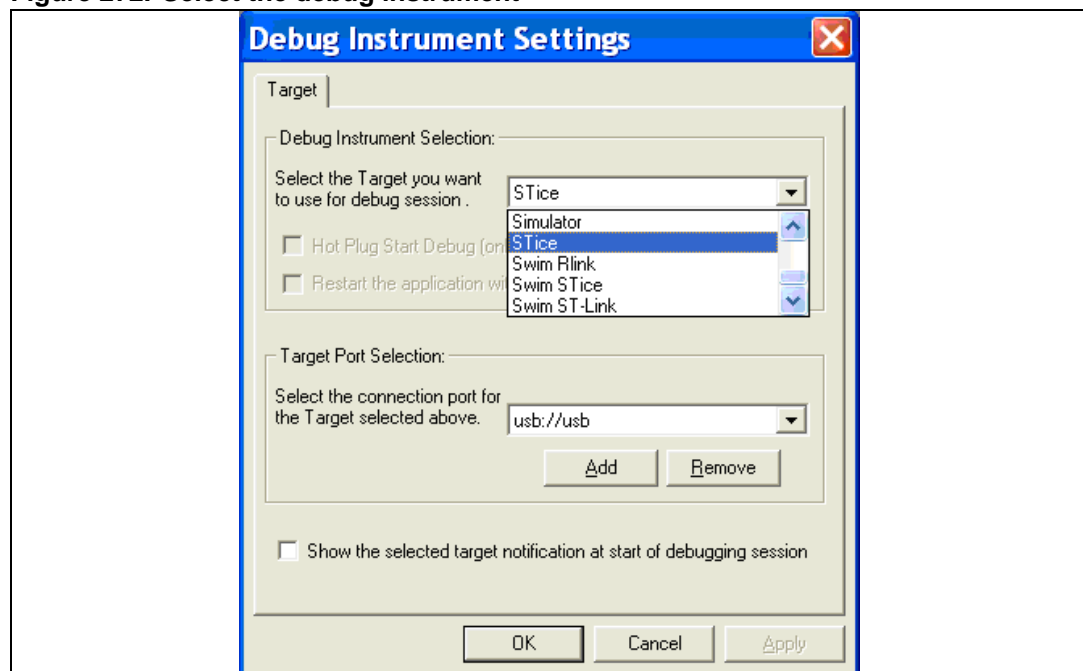 Debug Instrument Settings
Target
Debug Instrument Selection:
Select the Target you want
to use for debug session .
STice
Simulator
STice
Swim Rlink
Swim STice
Swim ST-Link
Hot Plug Start Debug
Restart the application
Target Port Selection:
Select the connection port for
the Target selected above.
usb://usb
Add
Remove
Show the selected target notification at start of debugging session
OK
Cancel
Apply